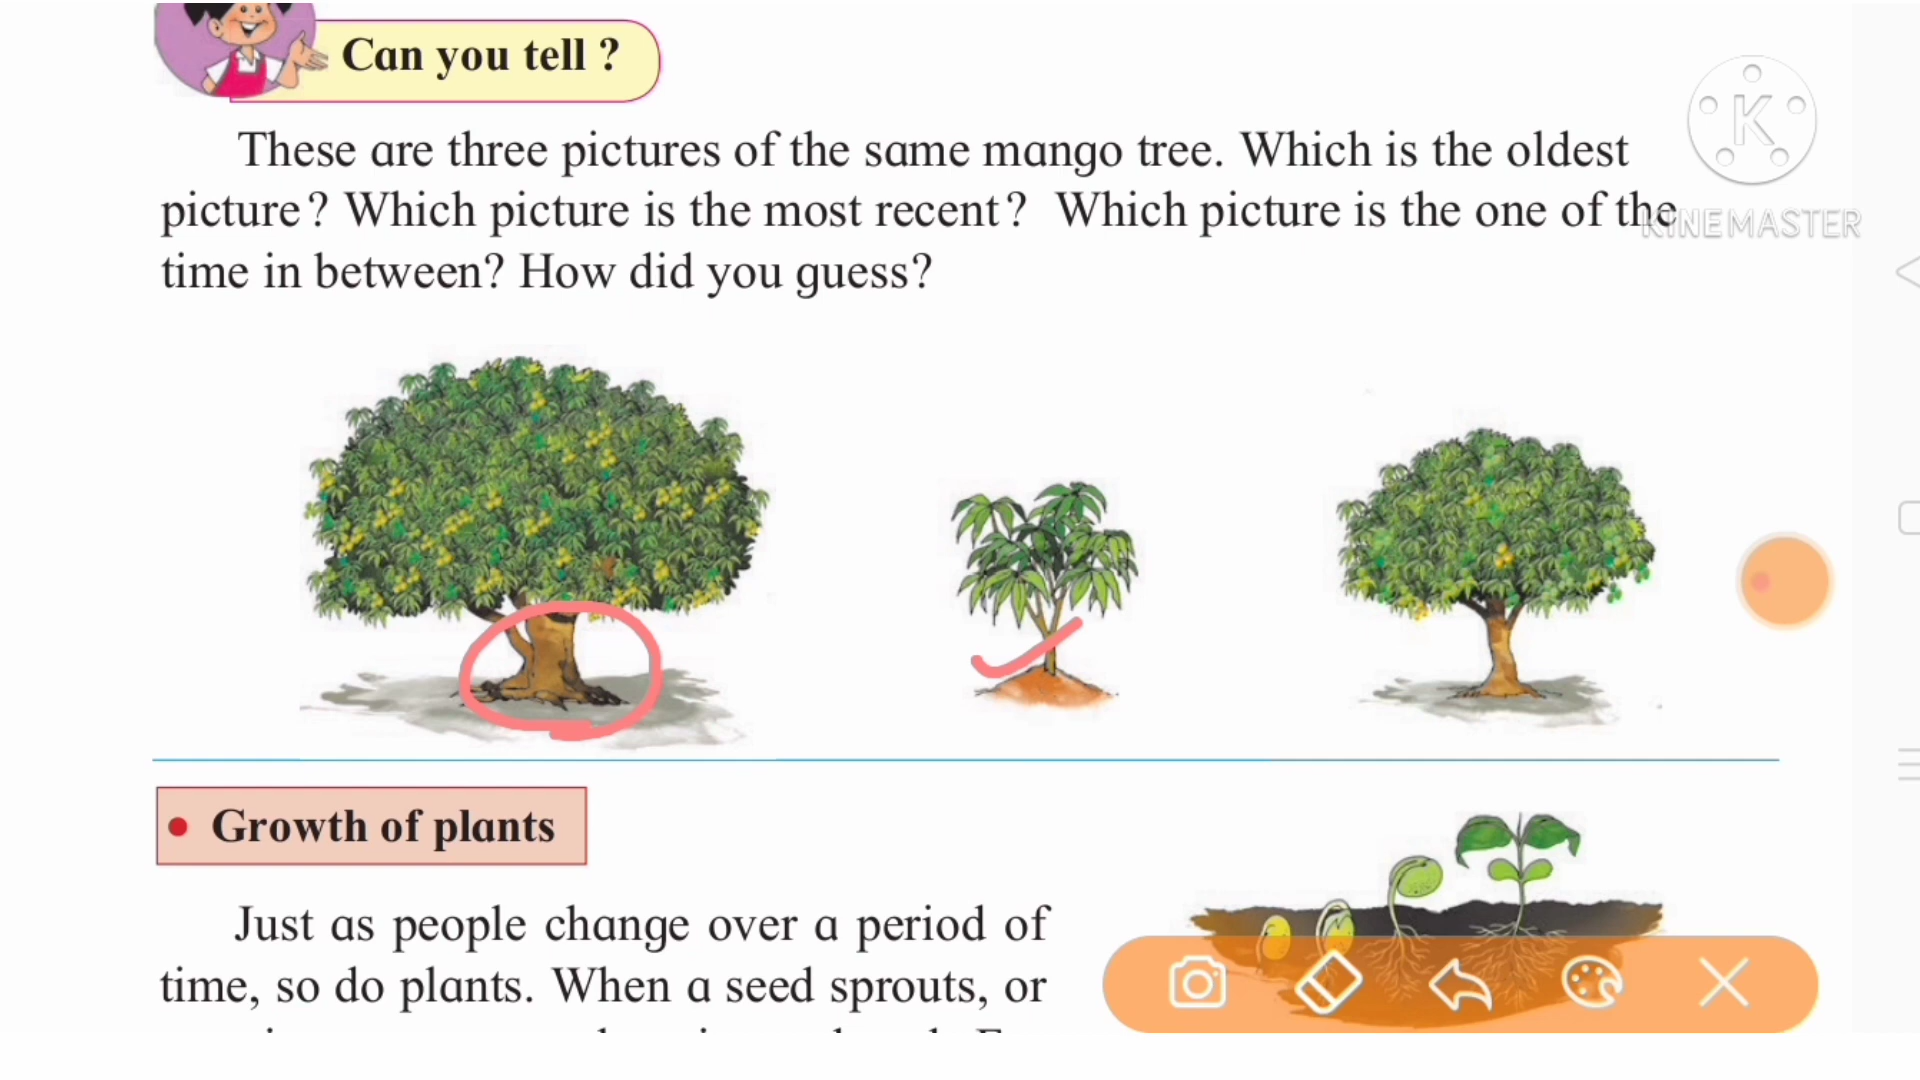 Can you tell ?
These are three pictures of the same mango tree. Which is the oldest
picture? Which picture is the most recent? Which picture is the one of the
time in between? How did you guess?
K
KINEMASTER
• Growth of plants
Just as people change over a period of
time, so do plants. When a seed sprouts, or